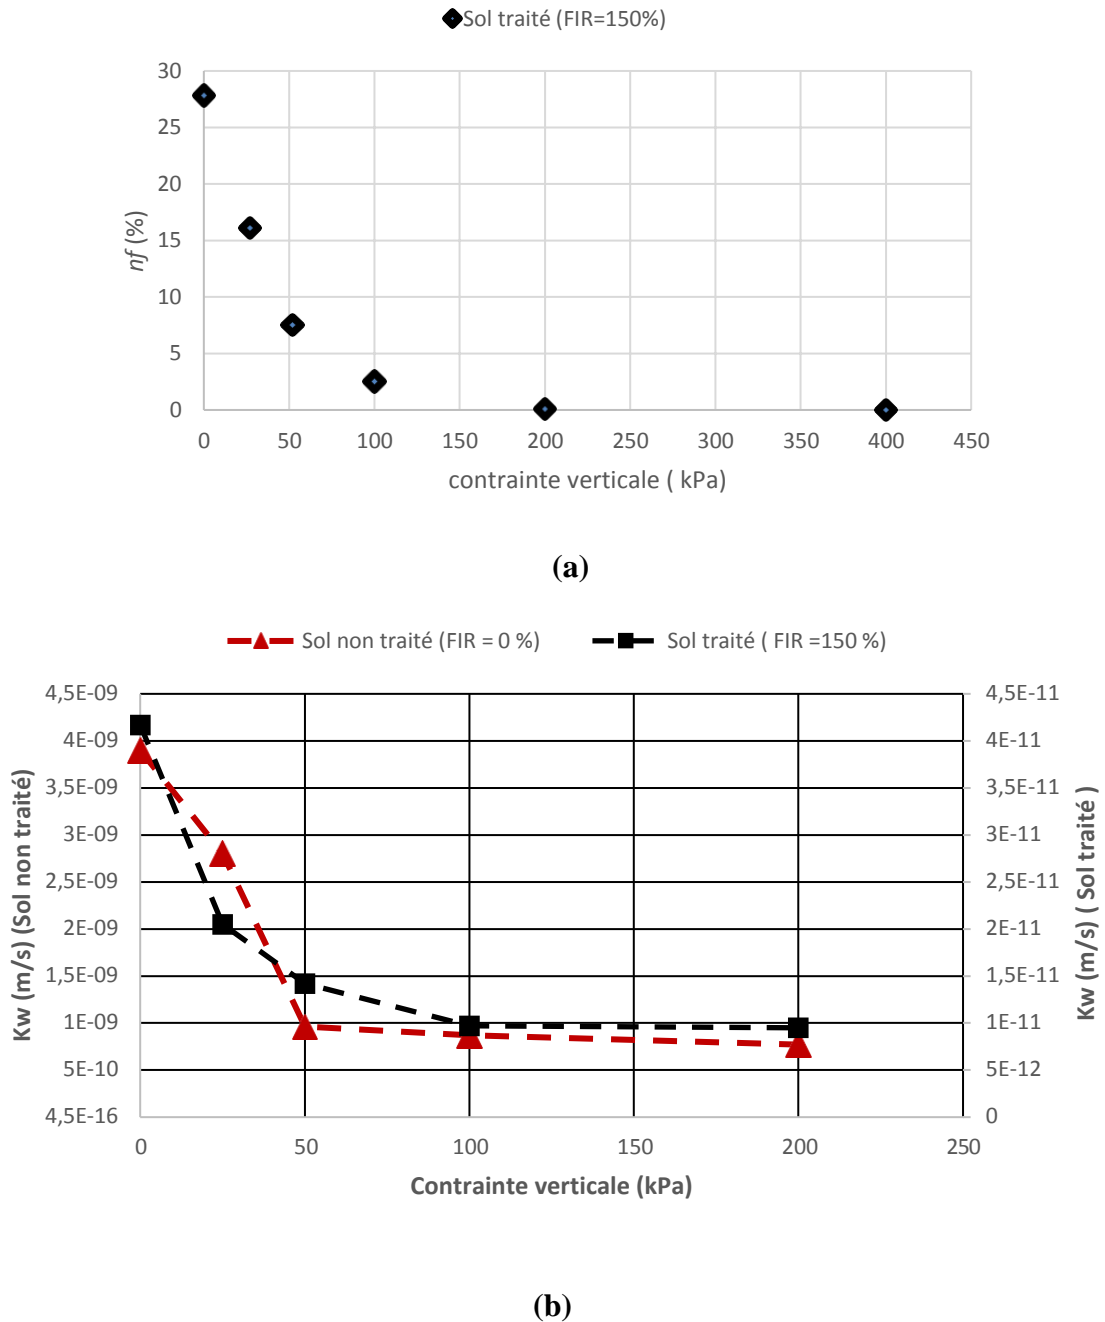 Sol traité (FIR=150%)
30
25
20
15
10
5
0
nf (%)
0 50 100 150 200 250 300 350 400 450
contrainte verticale ( kPa)
(a)
Sol non traité (FIR = 0 %) Sol traité ( FIR =150 %)
4,5E-09 4,5E-11
4E-09 4E-11
3,5E-09 3,5E-11
3E-09 3E-11
2,5E-09 2,5E-11
2E-09 2E-11
1,5E-09 1,5E-11
1E-09 1E-11
5E-10 5E-12
4,5E-16 0
Kw (m/s) (Sol non traité)
Kw (m/s) ( Sol traité )
0 50 100 150 200 250
Contrainte verticale (kPa)
(b)